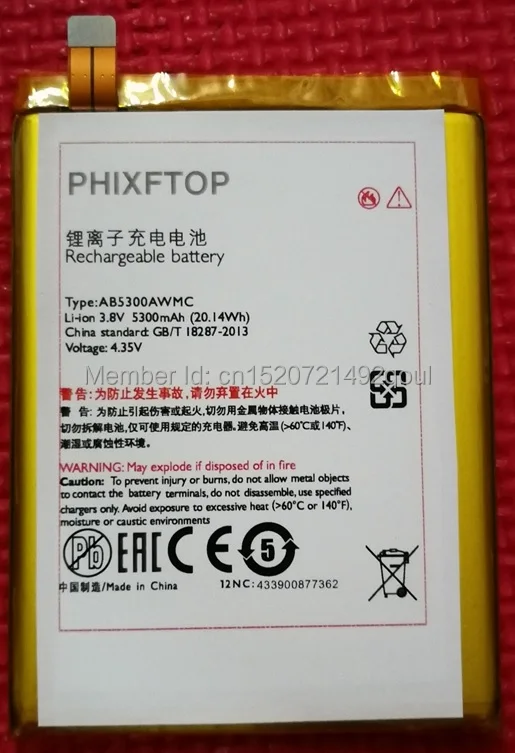 PHIXFTOP
锂离子充电电池
Rechargeable battery
Type:AB5300AWMC
Li-ion 3.8V 5300mAh (20.14Wh)
China standard: GB/T 18287-2013
Voltage: 4.35V
Member Id: cn1520721492qoul
警告:为防止发生事故,请勿弃置在火中
警告:为防止引起伤害或起火,切勿用金属物体接触电池极片,
切勿拆解电池,仅可使用规定的充电器。避免高温(>60℃或140℉)、
潮湿或腐蚀性环境。
WARNING: May explode if disposed of in fire
Caution: To prevent injury or burns, do not allow metal objects
to contact the battery terminals, do not disassemble, use specified
chargers only. Avoid exposure to excessive heat (>60°C or 140°F),
moisture or caustic environments
Pb EAC CE 5
中国制造/Made in China 12NC: 433900877362